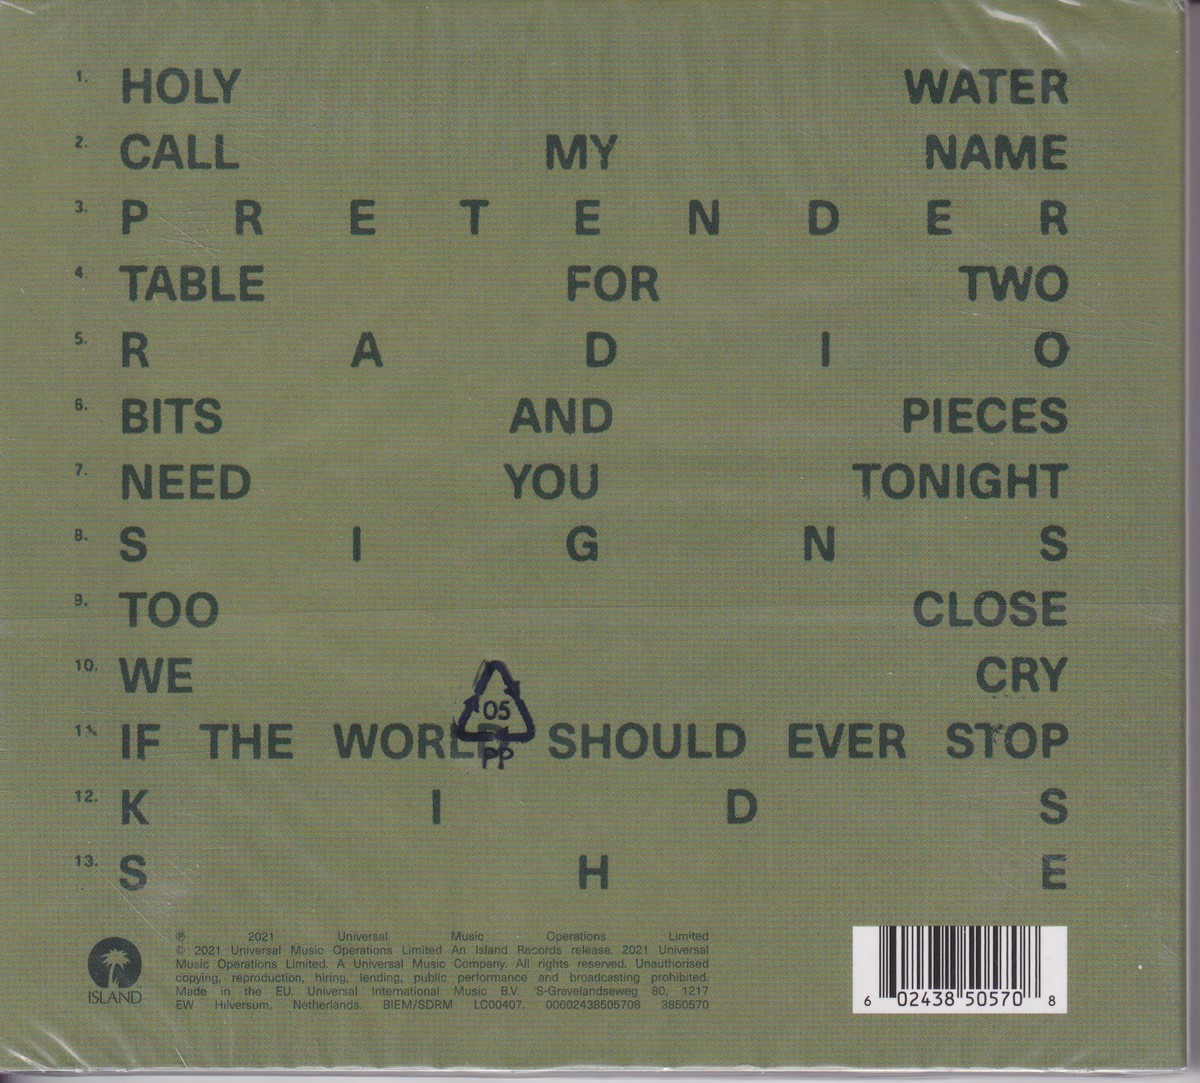 1. HOLY WATER
2. CALL MY NAME
3. P R E T E N D E R
4. TABLE FOR TWO
5. R A D I O
6. BITS AND PIECES
7. NEED YOU TONIGHT
8. S I G N S
9. TOO CLOSE
10. WE CRY
05
11. IF THE WORLD SHOULD EVER STOP
PP
12. K I D S
13. S H E
℗ 2021 Universal Music Operations Limited
© 2021 Universal Music Operations Limited An Island Records release. 2021 Universal
Music Operations Limited. A Universal Music Company. All rights reserved. Unauthorised
copying, reproduction, hiring, lending, public performance and broadcasting prohibited.
Made in the EU. Universal International Music B.V. 'S-Gravelandseweg 80, 1217
EW Hilversum, Netherlands. BIEM/SDRM LC00407. 00602438505708 3850570
ISLAND
6 02438 50570 8